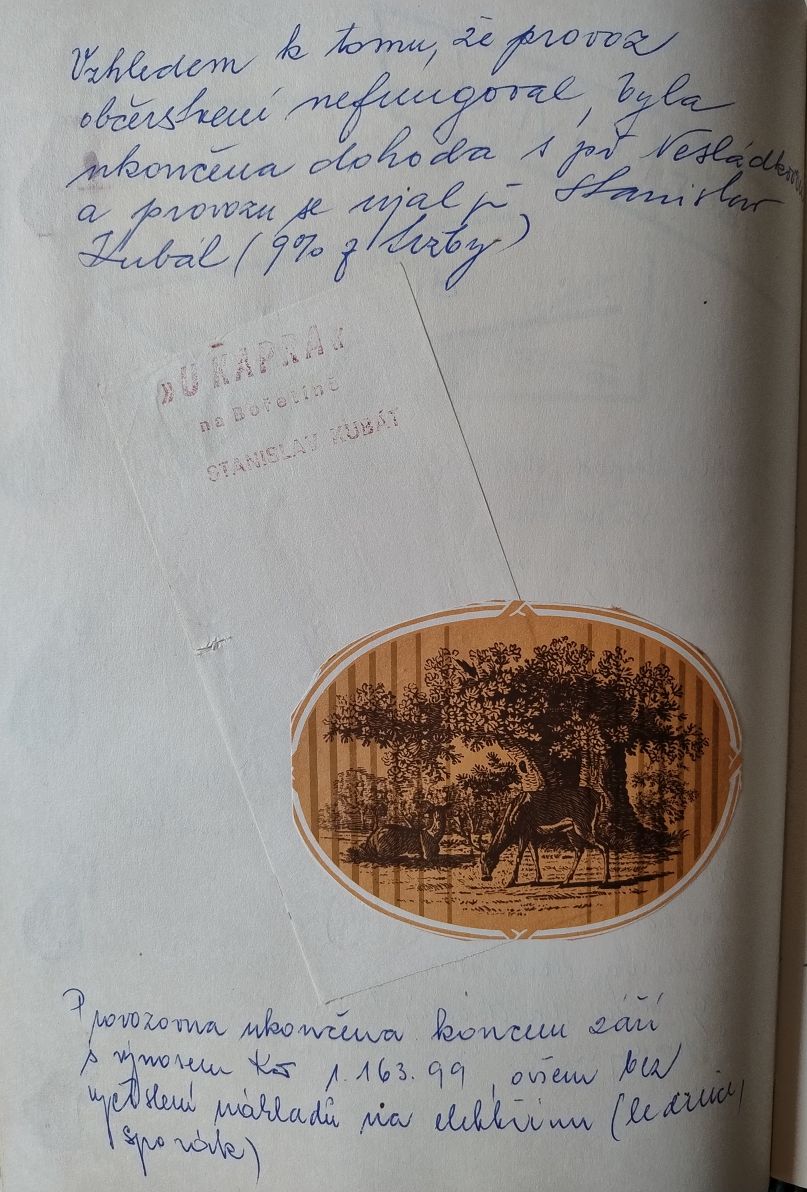 Vzhledem k tomu, že provoz
občerstvení nefungoval, byla
ukončena dohoda s pí Nesládkovou
a provozu se ujal p. Stanislav
Kubát (9% z tržby)
»U KAPRA«
na Bořetíně
STANISLAV KUBÁT
Provozovna ukončena koncem září
s výnosem Kčs 1.163.99, ovšem bez
vyčíslení nákladů na elektřinu (lednice,
sporák)